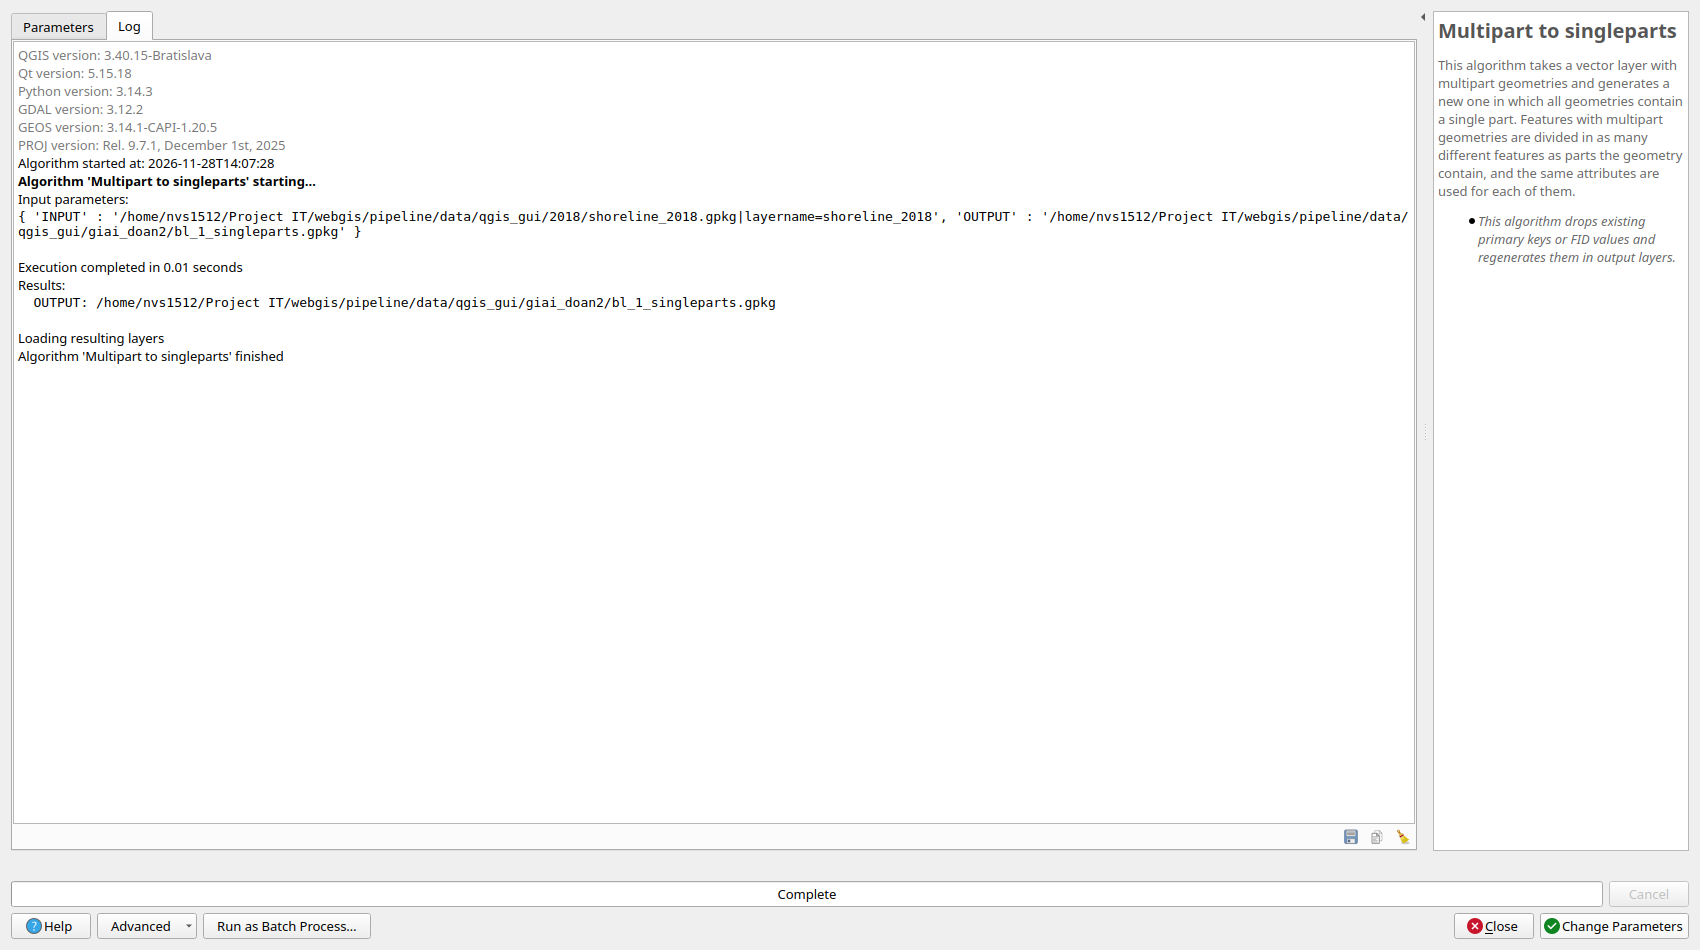 Parameters
Log
QGIS version: 3.40.15-Bratislava
Qt version: 5.15.18
Python version: 3.14.3
GDAL version: 3.12.2
GEOS version: 3.14.1-CAPI-1.20.5
PROJ version: Rel. 9.7.1, December 1st, 2025
Algorithm started at: 2026-11-28T14:07:28
Algorithm 'Multipart to singleparts' starting...
Input parameters:
{ 'INPUT' : '/home/nvs1512/Project IT/webgis/pipeline/data/qgis_gui/2018/shoreline_2018.gpkg|layername=shoreline_2018', 'OUTPUT' : '/home/nvs1512/Project IT/webgis/pipeline/data/
qgis_gui/giai_doan2/bl_1_singleparts.gpkg' }
Execution completed in 0.01 seconds
Results:
OUTPUT: /home/nvs1512/Project IT/webgis/pipeline/data/qgis_gui/giai_doan2/bl_1_singleparts.gpkg
Loading resulting layers
Algorithm 'Multipart to singleparts' finished
Multipart to singleparts
This algorithm takes a vector layer with
multipart geometries and generates a
new one in which all geometries contain
a single part. Features with multipart
geometries are divided in as many
different features as parts the geometry
contain, and the same attributes are
used for each of them.
This algorithm drops existing
primary keys or FID values and
regenerates them in output layers.
Complete
Cancel
Help
Advanced
Run as Batch Process...
Close
Change Parameters